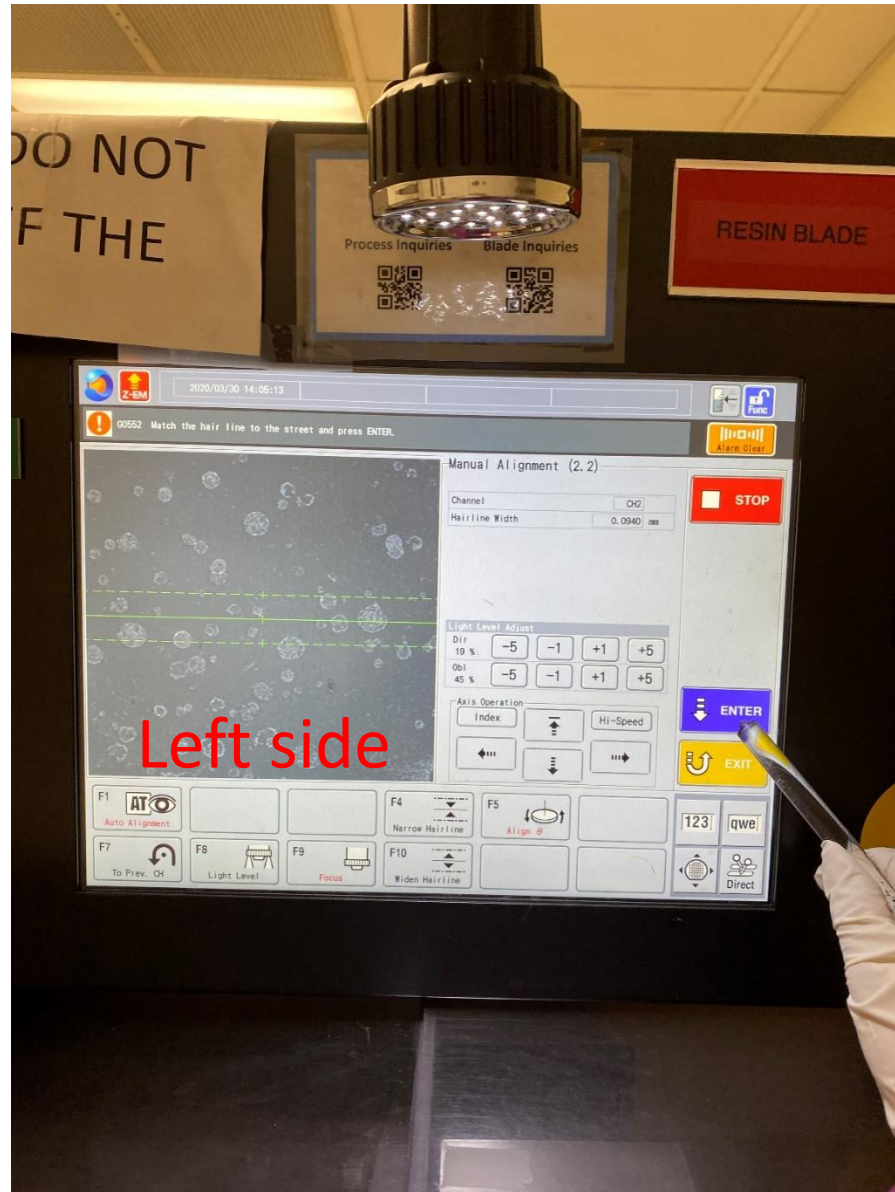 DO NOT
F THE
Process Inquiries
Blade Inquiries
RESIN BLADE
Z-EM
2020/03/30 14:05:13
Func
G0552 Match the hair line to the street and press ENTER.
Alarm Clear
Manual Alignment (2.2)
Channel CH2
Hairline Width 0.0940 mm
STOP
Light Level Adjust
Dir
19 % -5 -1 +1 +5
Obl
45 % -5 -1 +1 +5
Axis Operation
Index
Hi-Speed
ENTER
EXIT
Left side
F1 AT
Auto Alignment
F4
Narrow Hairline
F5
Align θ
123 qwe
F7
To Prev. CH
F8
Light Level
F9
Focus
F10
Widen Hairline
Direct